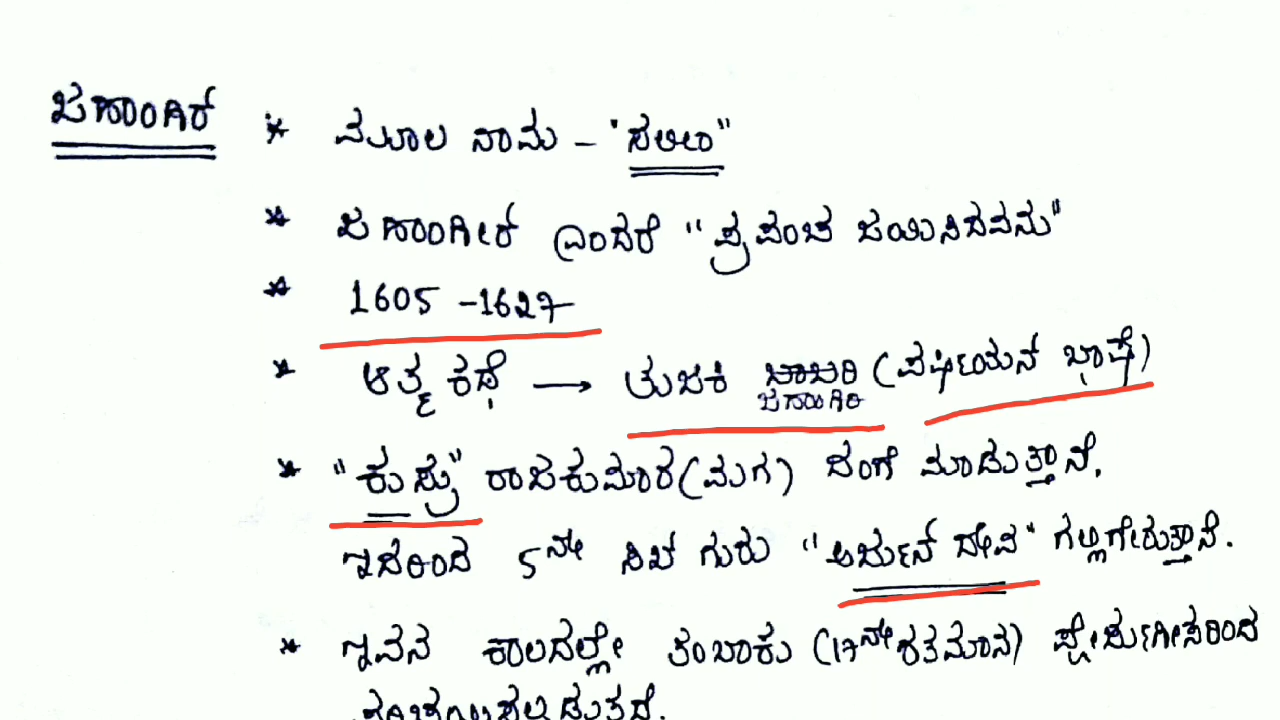 ಜಹಾಂಗಿರ್ * ಮೂಲ ನಾಮ - "ಸಲೀಂ"
* ಜಹಾಂಗೀರ್ ಎಂದರೆ "ಪ್ರಪಂಚ ಜಯಿಸಿದವನು"
* 1605 - 1627
* ಆತ್ಮ ಕಥೆ → ತುಜಕಿ ಬಾಬರಿ (ಪರ್ಷಿಯನ್ ಭಾಷೆ)
ಜಹಾಂಗಿರಿ
* "ಕುಸ್ರು" ರಾಜಕುಮಾರ (ಮಗ) ದಂಗೆ ಮಾಡುತ್ತಾನೆ.
ಇದರಿಂದ 5ನೇ ಸಿಖ್ ಗುರು "ಅರ್ಜುನ್ ದೇವ" ಗಲ್ಲಿಗೇರುತ್ತಾನೆ.
* ಇವನ ಕಾಲದಲ್ಲೇ ತಂಬಾಕು (17ನೇ ಶತಮಾನ) ಪೋರ್ಚುಗೀಸರಿಂದ